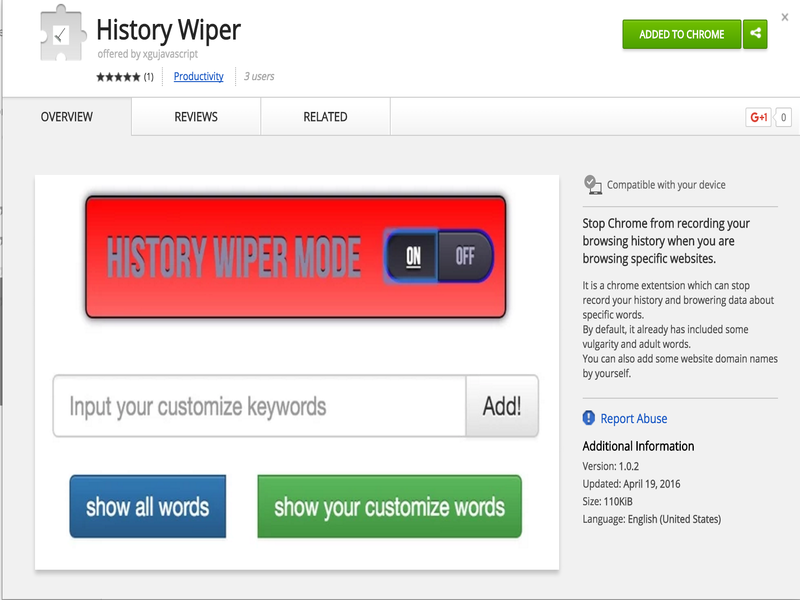 History Wiper
offered by xgujavascript
★★★★★ (1)
Productivity
3 users
ADDED TO CHROME
x
OVERVIEW
REVIEWS
RELATED
G+1
0
HISTORY WIPER MODE
ON
OFF
Input your customize keywords
Add!
show all words
show your customize words
Compatible with your device
Stop Chrome from recording your
browsing history when you are
browsing specific websites.
It is a chrome extentsion which can stop
record your history and browering data about
specific words.
By default, it already has included some
vulgarity and adult words.
You can also add some website domain names
by yourself.
Report Abuse
Additional Information
Version: 1.0.2
Updated: April 19, 2016
Size: 110KiB
Language: English (United States)